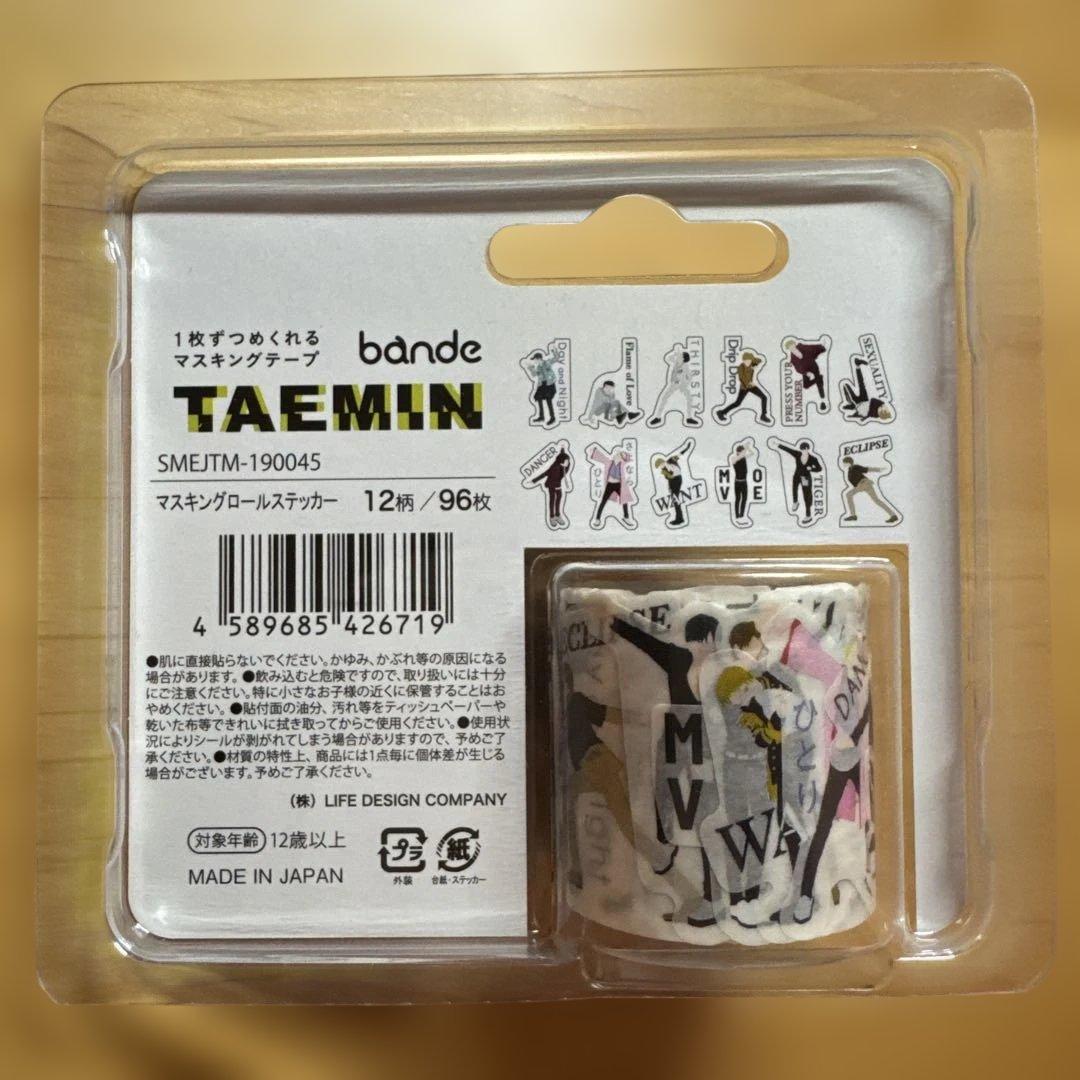 1枚ずつめくれる
マスキングテープ
bande
TAEMIN
SMEJTM-190045
マスキングロールステッカー 12柄／96枚
4 589685 426719
●肌に直接貼らないでください。かゆみ、かぶれ等の原因になる
場合があります。●飲み込むと危険ですので、取り扱いには十分
にご注意ください。特に小さなお子様の近くに保管することはお
やめください。●貼付面の油分、汚れ等をティッシュペーパーや
乾いた布等できれいに拭き取ってからご使用ください。●使用状
況によりシールが剥がれてしまう場合がありますので、予めご了
承ください。●材質の特性上、商品には1点毎に個体差が生じる
場合がございます。予めご了承ください。
（株）LIFE DESIGN COMPANY
対象年齢 12歳以上
MADE IN JAPAN
プラ
外装
紙
台紙・ステッカー
Day and Night
Flame of Love
THIRSTY
Drip Drop
PRESS YOUR
NUMBER
SEXUALITY
DANGER
さよなら
ひとり
WANT
MOVE
TIGER
ECLIPSE
ECLIPSE
MV
ひとり
WA
DAN
ight